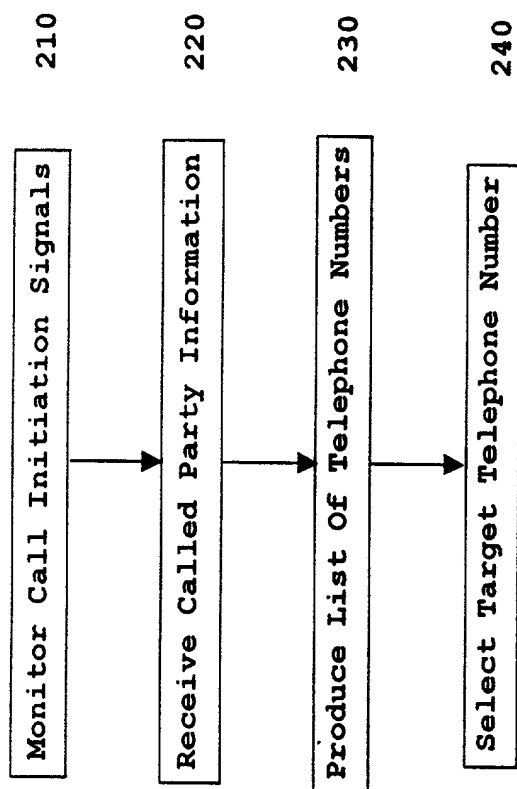 Monitor Call Initiation Signals 210
Receive Called Party Information 220
Produce List Of Telephone Numbers 230
Select Target Telephone Number 240